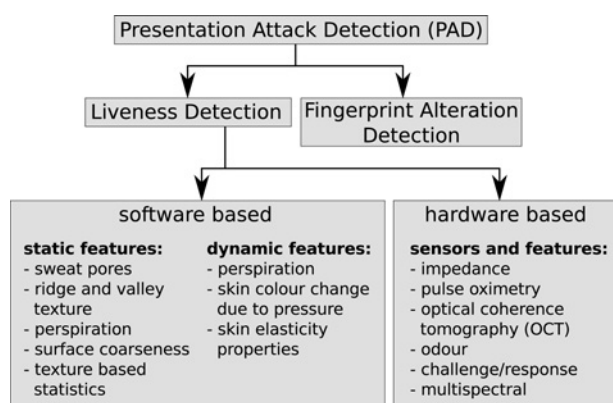 Presentation Attack Detection (PAD)
Liveness Detection
Fingerprint Alteration
Detection
software based
static features:
- sweat pores
- ridge and valley
texture
- perspiration
- surface coarseness
- texture based
statistics
dynamic features:
- perspiration
- skin colour change
due to pressure
- skin elasticity
properties
hardware based
sensors and features:
- impedance
- pulse oximetry
- optical coherence
tomography (OCT)
- odour
- challenge/response
- multispectral